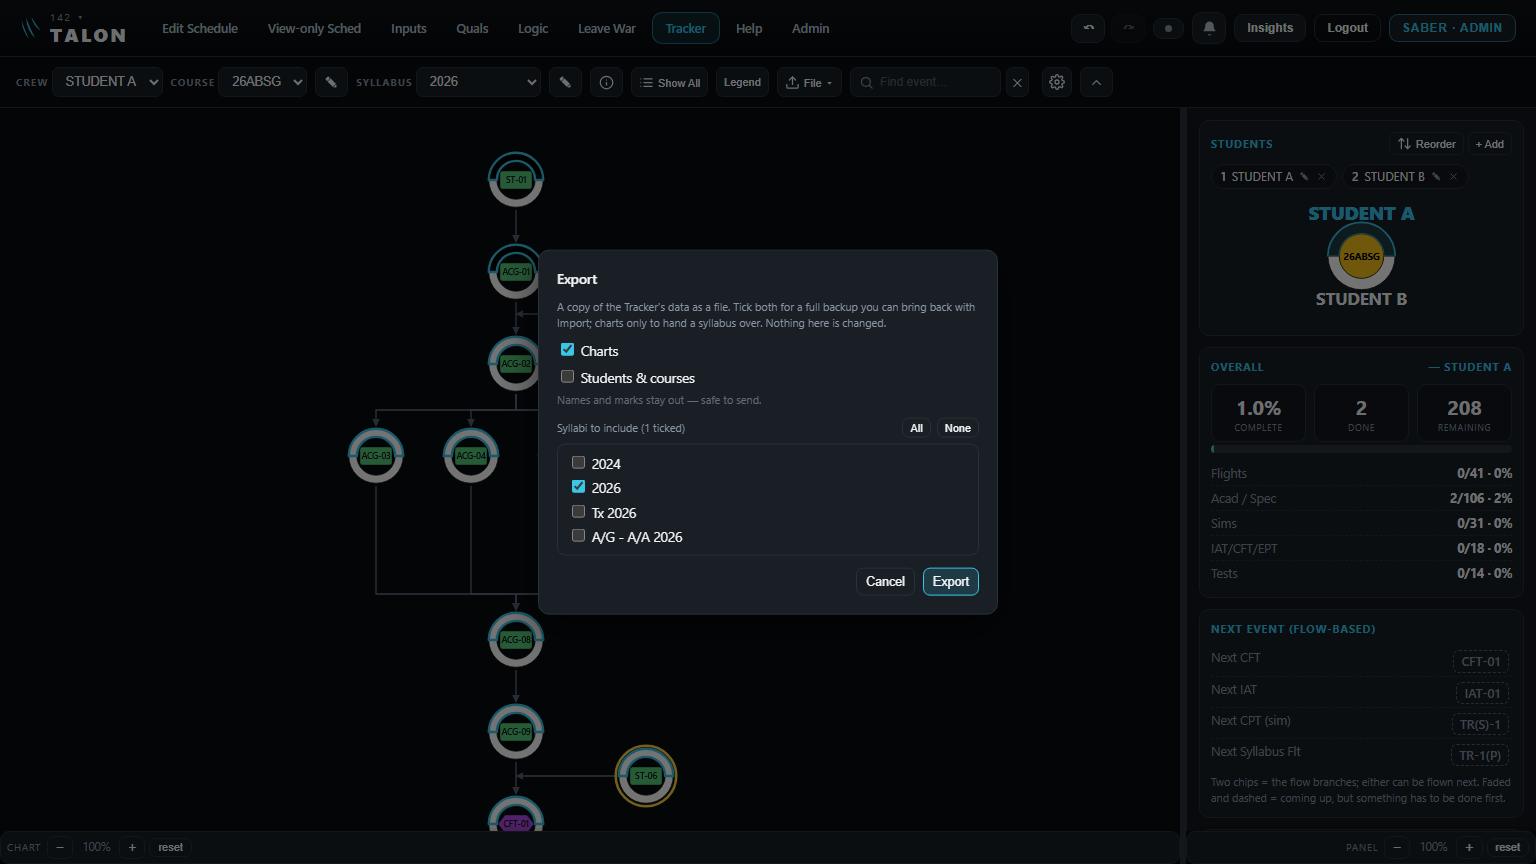 142
TALON
Edit Schedule
View-only Sched
Inputs
Quals
Logic
Leave War
Tracker
Help
Admin
Insights
Logout
SABER · ADMIN
CREW
STUDENT A
COURSE
26ABSG
SYLLABUS
2026
Show All
Legend
File
Find event...
ST-01
ACG-01
ACG-02
ACG-03
ACG-04
ACG-08
ACG-09
ST-06
CFT-01
Export
A copy of the Tracker's data as a file. Tick both for a full backup you can bring back with
Import; charts only to hand a syllabus over. Nothing here is changed.
Charts
Students & courses
Names and marks stay out — safe to send.
Syllabi to include (1 ticked)
All
None
2024
2026
Tx 2026
A/G - A/A 2026
Cancel
Export
STUDENTS
Reorder
+ Add
1 STUDENT A
2 STUDENT B
STUDENT A
26ABSG
STUDENT B
OVERALL
— STUDENT A
1.0%
COMPLETE
2
DONE
208
REMAINING
Flights 0/41 · 0%
Acad / Spec 2/106 · 2%
Sims 0/31 · 0%
IAT/CFT/EPT 0/18 · 0%
Tests 0/14 · 0%
NEXT EVENT (FLOW-BASED)
Next CFT CFT-01
Next IAT IAT-01
Next CPT (sim) TR(S)-1
Next Syllabus Flt TR-1(P)
Two chips = the flow branches; either can be flown next. Faded
and dashed = coming up, but something has to be done first.
CHART − 100% + reset
PANEL − 100% + reset